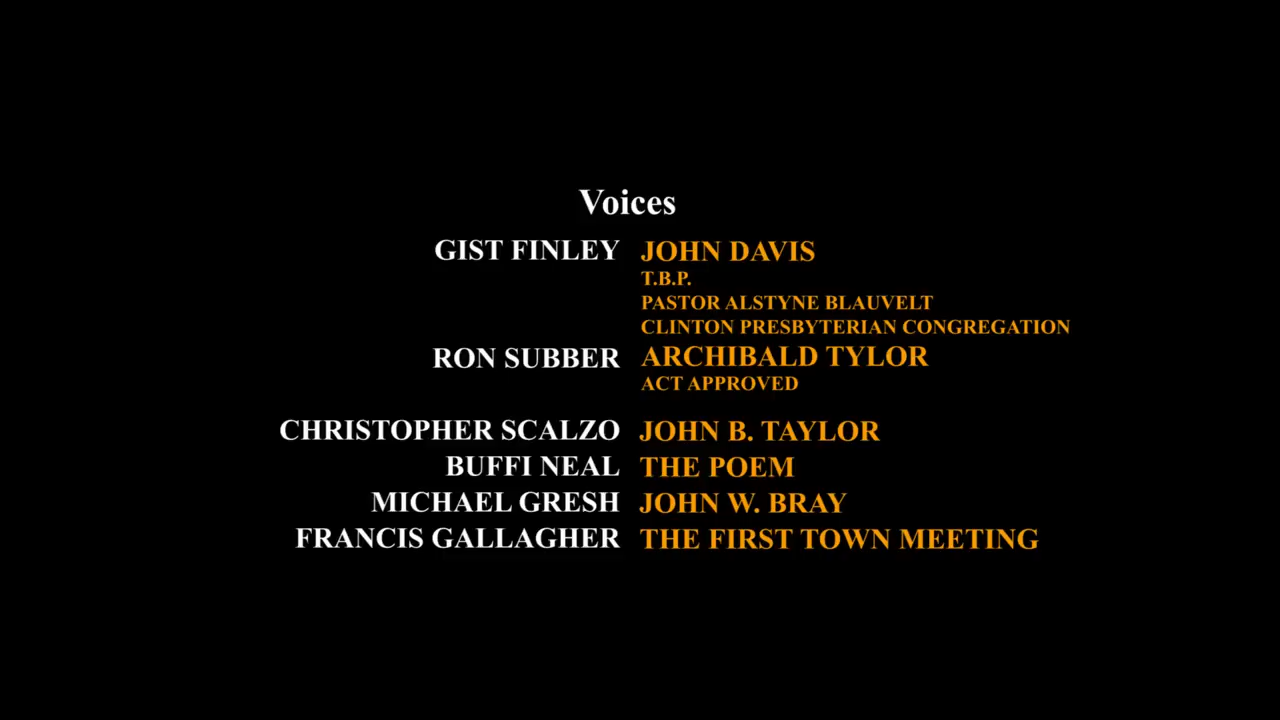 Voices
GIST FINLEY JOHN DAVIS
T.B.P.
PASTOR ALSTYNE BLAUVELT
CLINTON PRESBYTERIAN CONGREGATION
RON SUBBER ARCHIBALD TYLOR
ACT APPROVED
CHRISTOPHER SCALZO JOHN B. TAYLOR
BUFFI NEAL THE POEM
MICHAEL GRESH JOHN W. BRAY
FRANCIS GALLAGHER THE FIRST TOWN MEETING